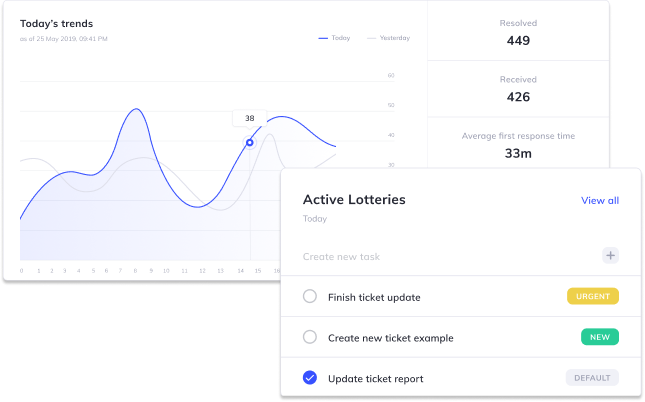 Today's trends
as of 25 May 2019, 09:41 PM
Today
Yesterday
60
50
40
30
38
0 1 2 3 4 5 6 7 8 9 10 11 12 13 14 15 16
Resolved
449
Received
426
Average first response time
33m
Active Lotteries
View all
Today
Create new task
Finish ticket update
URGENT
Create new ticket example
NEW
Update ticket report
DEFAULT